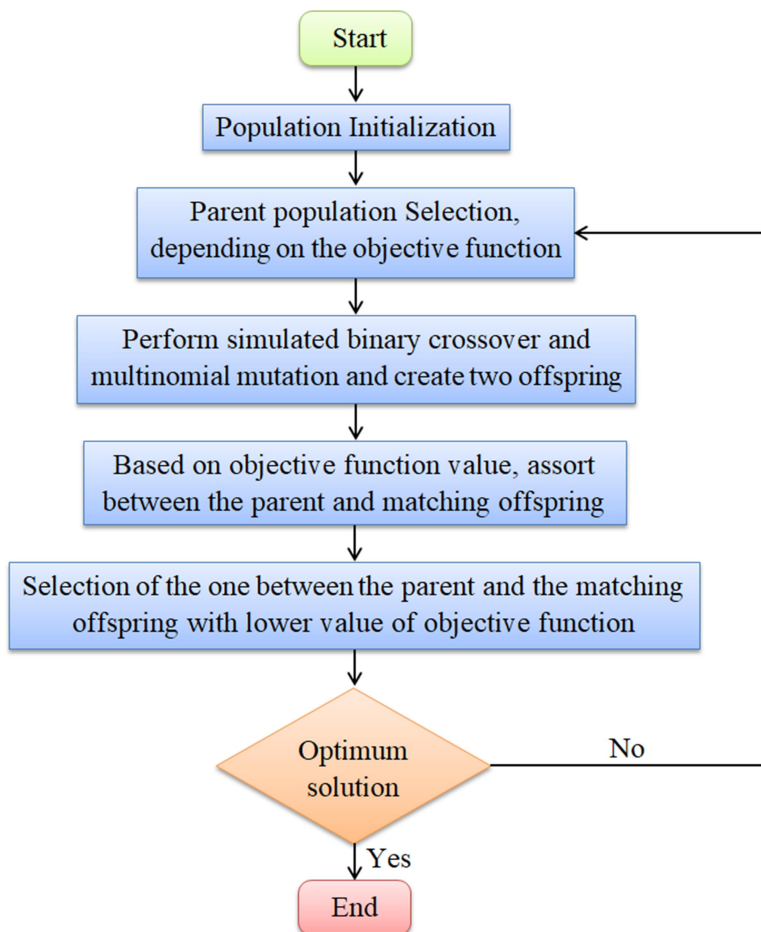 Start
Population Initialization
Parent population Selection,
depending on the objective function
Perform simulated binary crossover and
multinomial mutation and create two offspring
Based on objective function value, assort
between the parent and matching offspring
Selection of the one between the parent and the matching
offspring with lower value of objective function
Optimum
solution
No
Yes
End